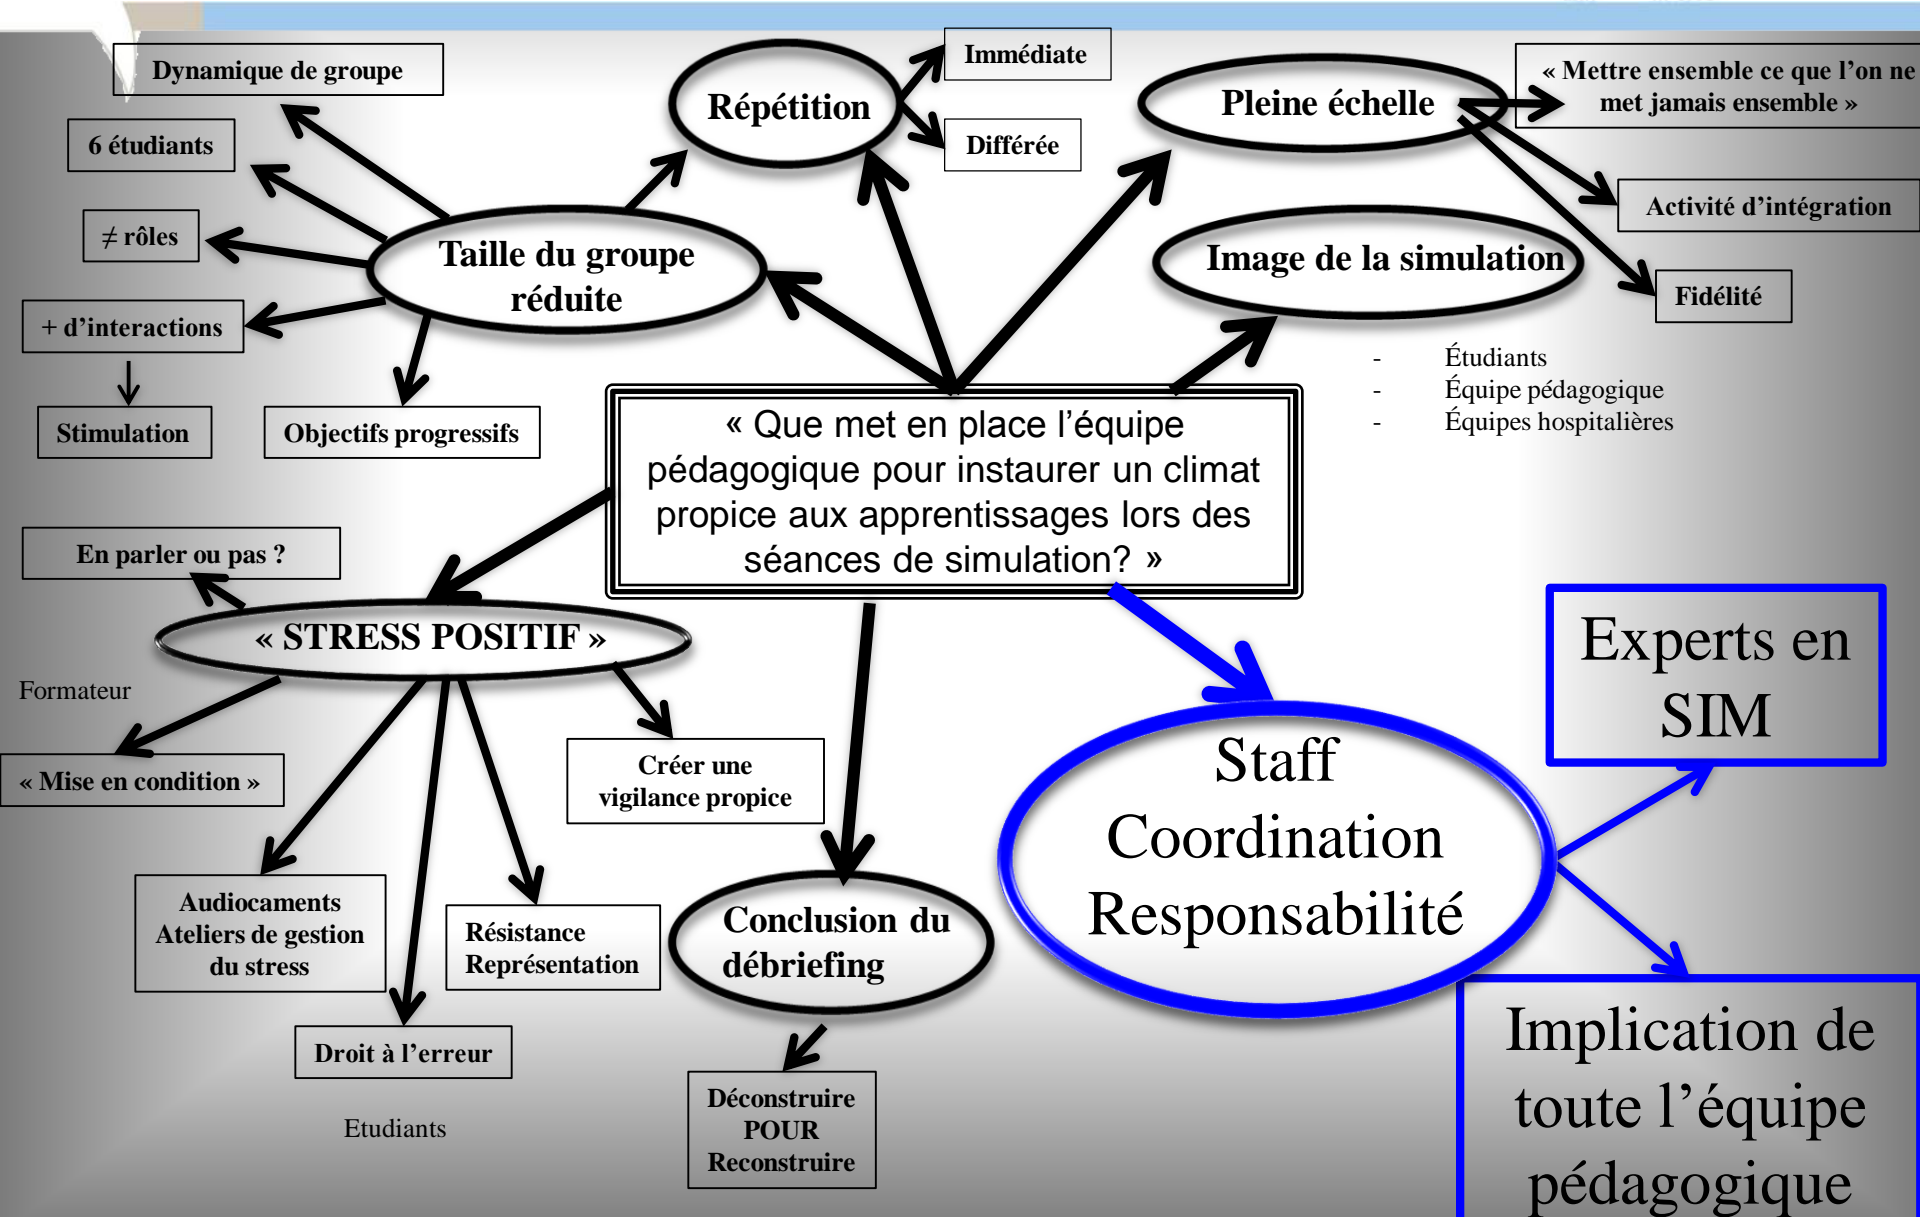 Dynamique de groupe
6 étudiants
≠ rôles
+ d’interactions
Stimulation
Objectifs progressifs
Taille du groupe
réduite
Répétition
Immédiate
Différée
Pleine échelle
« Mettre ensemble ce que l’on ne
met jamais ensemble »
Activité d’intégration
Fidélité
Image de la simulation
- Étudiants
- Équipe pédagogique
- Équipes hospitalières
« Que met en place l’équipe
pédagogique pour instaurer un climat
propice aux apprentissages lors des
séances de simulation? »
En parler ou pas ?
« STRESS POSITIF »
Formateur
« Mise en condition »
Créer une
vigilance propice
Audiocaments
Ateliers de gestion
du stress
Résistance
Représentation
Droit à l’erreur
Etudiants
Conclusion du
débriefing
Déconstruire
POUR
Reconstruire
Staff
Coordination
Responsabilité
Experts en
SIM
Implication de
toute l’équipe
pédagogique